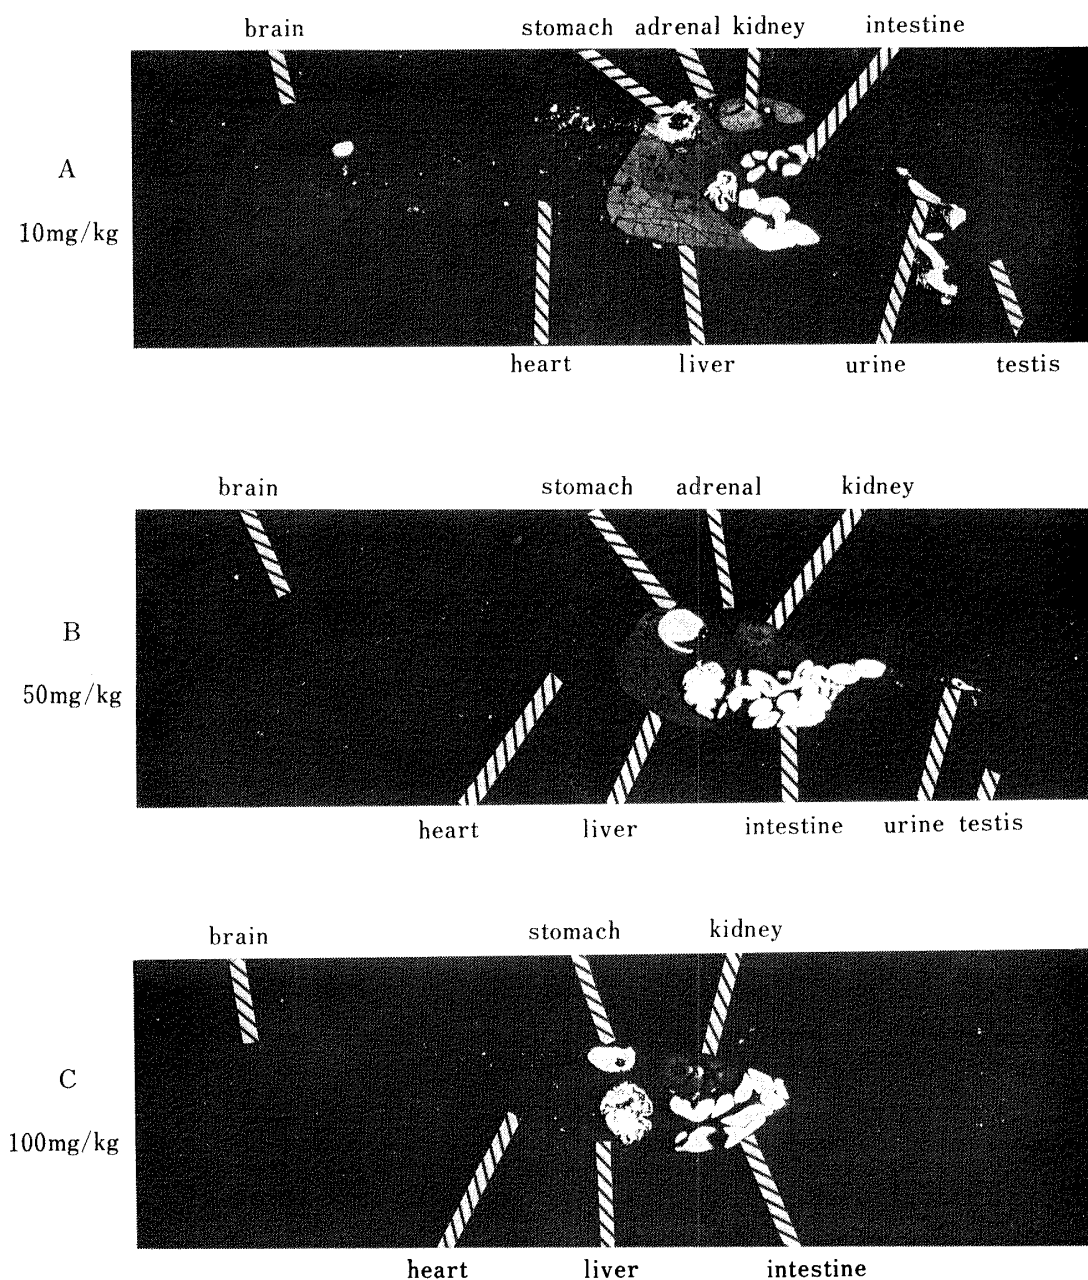 brain stomach adrenal kidney intestine
A
10mg/kg
heart liver urine testis
brain stomach adrenal kidney
B
50mg/kg
heart liver intestine urine testis
brain stomach kidney
C
100mg/kg
heart liver intestine